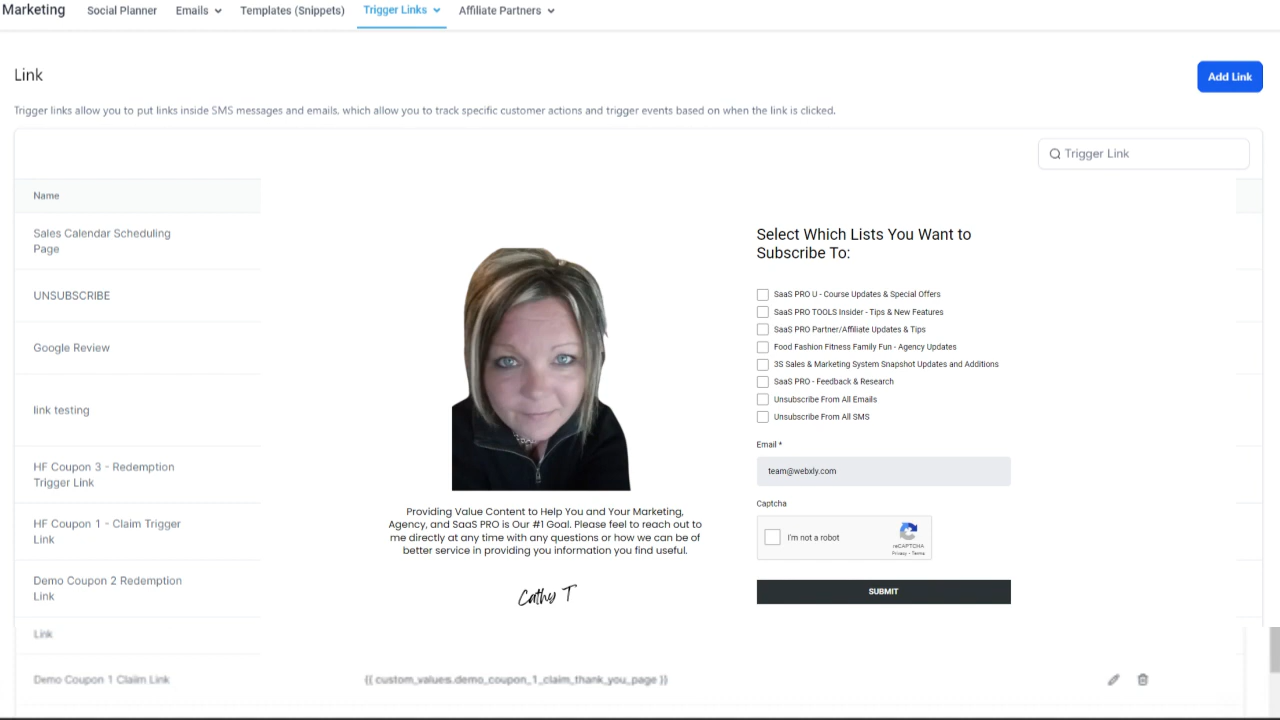 Marketing
Social Planner
Emails
Templates (Snippets)
Trigger Links
Affiliate Partners
Link
Add Link
Trigger links allow you to put links inside SMS messages and emails, which allow you to track specific customer actions and trigger events based on when the link is clicked.
Trigger Link
Name
Sales Calendar Scheduling
Page
UNSUBSCRIBE
Google Review
link testing
HF Coupon 3 - Redemption
Trigger Link
HF Coupon 1 - Claim Trigger
Link
Demo Coupon 2 Redemption
Link
Link
Demo Coupon 1 Claiim Link
{{ custom_values.demo_coupon_1_claim_thank_you_page }}
Providing Value Content to Help You and Your Marketing,
Agency, and SaaS PRO is Our #1 Goal. Please feel to reach out to
me directly at any time with any questions or how we can be of
better service in providing you information you find useful.
Cathy T
Select Which Lists You Want to
Subscribe To:
SaaS PRO U - Course Updates & Special Offers
SaaS PRO TOOLS Insider - Tips & New Features
SaaS PRO Partner/Affiliate Updates & Tips
Food Fashion Fitness Family Fun - Agency Updates
3S Sales & Marketing System Snapshot Updates and Additions
SaaS PRO - Feedback & Research
Unsubscribe From All Emails
Unsubscribe From All SMS
Email *
team@webxly.com
Captcha
I'm not a robot
reCAPTCHA
Privacy - Terms
SUBMIT